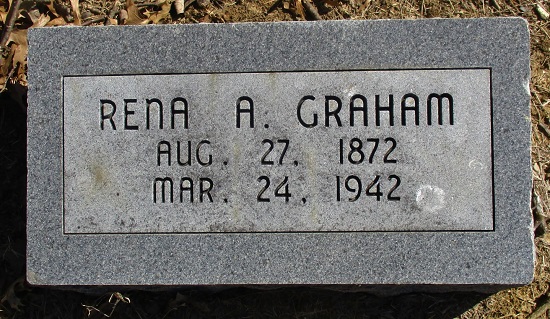 RENA A. GRAHAM
AUG. 27, 1872
MAR. 24, 1942